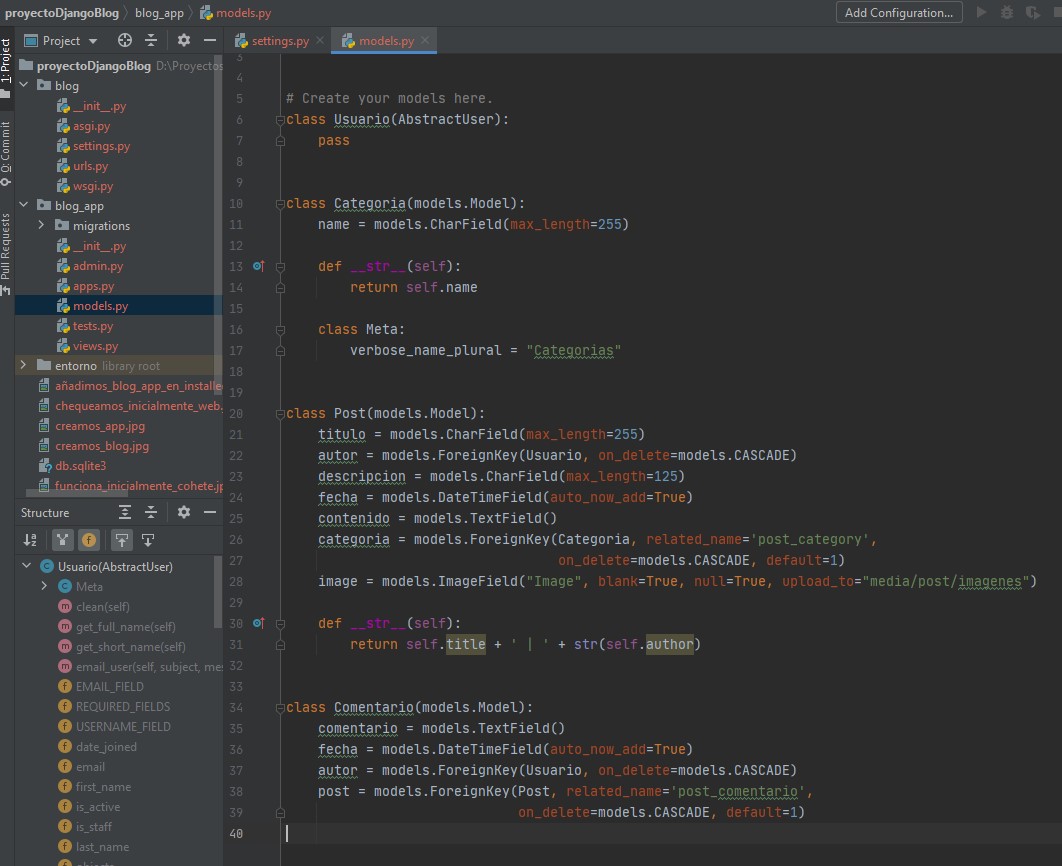 proyectoDjangoBlog
blog_app
models.py
Add Configuration...
1: Project
0: Commit
Pull Requests
Project
proyectoDjangoBlog D:\Proyectos
blog
__init__.py
asgi.py
settings.py
urls.py
wsgi.py
blog_app
migrations
__init__.py
admin.py
apps.py
models.py
tests.py
views.py
entorno library root
añadimos_blog_app_en_installe
chequeamos_inicialmente_web.
creamos_app.jpg
creamos_blog.jpg
db.sqlite3
funciona_inicialmente_cohete.jp
Structure
Usuario(AbstractUser)
Meta
clean(self)
get_full_name(self)
get_short_name(self)
email_user(self, subject, mes
EMAIL_FIELD
REQUIRED_FIELDS
USERNAME_FIELD
date_joined
email
first_name
is_active
is_staff
last_name
objects
settings.py
models.py
3
4
5 # Create your models here.
6 class Usuario(AbstractUser):
7     pass
8
9
10 class Categoria(models.Model):
11     name = models.CharField(max_length=255)
12
13     def __str__(self):
14         return self.name
15
16     class Meta:
17         verbose_name_plural = "Categorias"
18
19
20 class Post(models.Model):
21     titulo = models.CharField(max_length=255)
22     autor = models.ForeignKey(Usuario, on_delete=models.CASCADE)
23     descripcion = models.CharField(max_length=125)
24     fecha = models.DateTimeField(auto_now_add=True)
25     contenido = models.TextField()
26     categoria = models.ForeignKey(Categoria, related_name='post_category',
27                                   on_delete=models.CASCADE, default=1)
28     image = models.ImageField("Image", blank=True, null=True, upload_to="media/post/imagenes")
29
30     def __str__(self):
31         return self.title + ' | ' + str(self.author)
32
33
34 class Comentario(models.Model):
35     comentario = models.TextField()
36     fecha = models.DateTimeField(auto_now_add=True)
37     autor = models.ForeignKey(Usuario, on_delete=models.CASCADE)
38     post = models.ForeignKey(Post, related_name='post_comentario',
39                              on_delete=models.CASCADE, default=1)
40